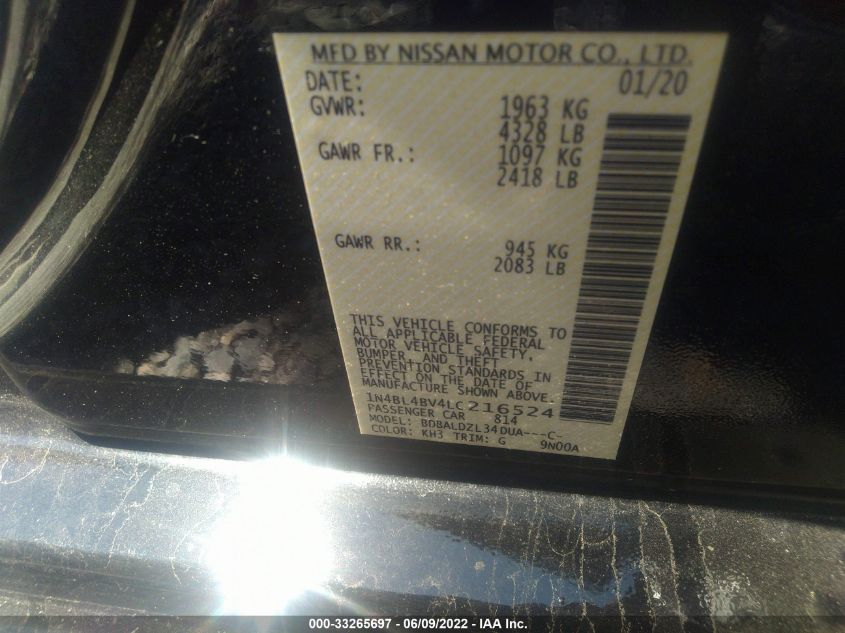 MFD BY NISSAN MOTOR CO., LTD.
DATE: 01/20
GVWR: 1963 KG
4328 LB
GAWR FR.: 1097 KG
2418 LB
GAWR RR.: 945 KG
2083 LB
THIS VEHICLE CONFORMS TO
ALL APPLICABLE FEDERAL
MOTOR VEHICLE SAFETY,
BUMPER, AND THEFT
PREVENTION STANDARDS IN
EFFECT ON THE DATE OF
MANUFACTURE SHOWN ABOVE.
1N4BL4BV4LC216524
PASSENGER CAR 814
MODEL: BDBALDZL34DUA---C-
COLOR: KH3 TRIM: G 9N00A
000-33265697 - 06/09/2022 - IAA Inc.